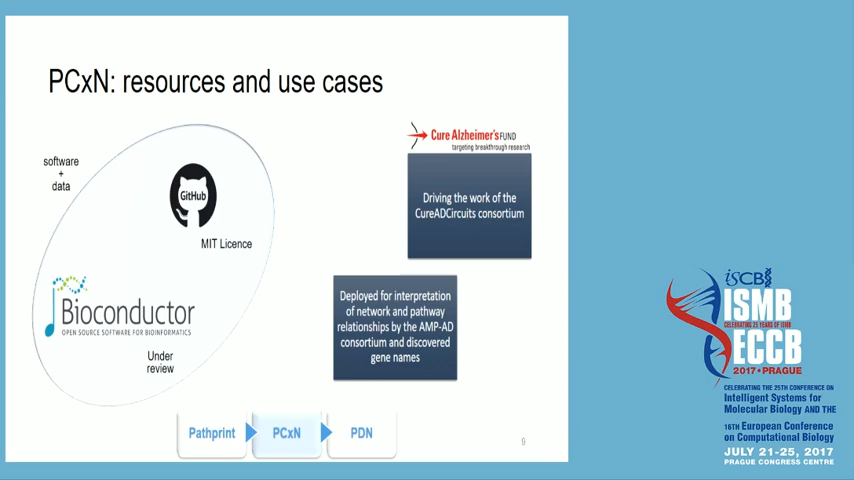 PCxN: resources and use cases
software
+
data
GitHub
MIT Licence
Bioconductor
OPEN SOURCE SOFTWARE FOR BIOINFORMATICS
Under
review
Cure Alzheimer's FUND
targeting breakthrough research
Driving the work of the
CureADCircuits consortium
Deployed for interpretation
of network and pathway
relationships by the AMP-AD
consortium and discovered
gene names
Pathprint
PCxN
PDN
9
ISCB
ISMB
CELEBRATING 25 YEARS OF ISMB
ECCB
2017 • PRAGUE
CELEBRATING THE 25TH CONFERENCE ON
Intelligent Systems for
Molecular Biology AND THE
16TH European Conference
on Computational Biology
JULY 21-25, 2017
PRAGUE CONGRESS CENTRE